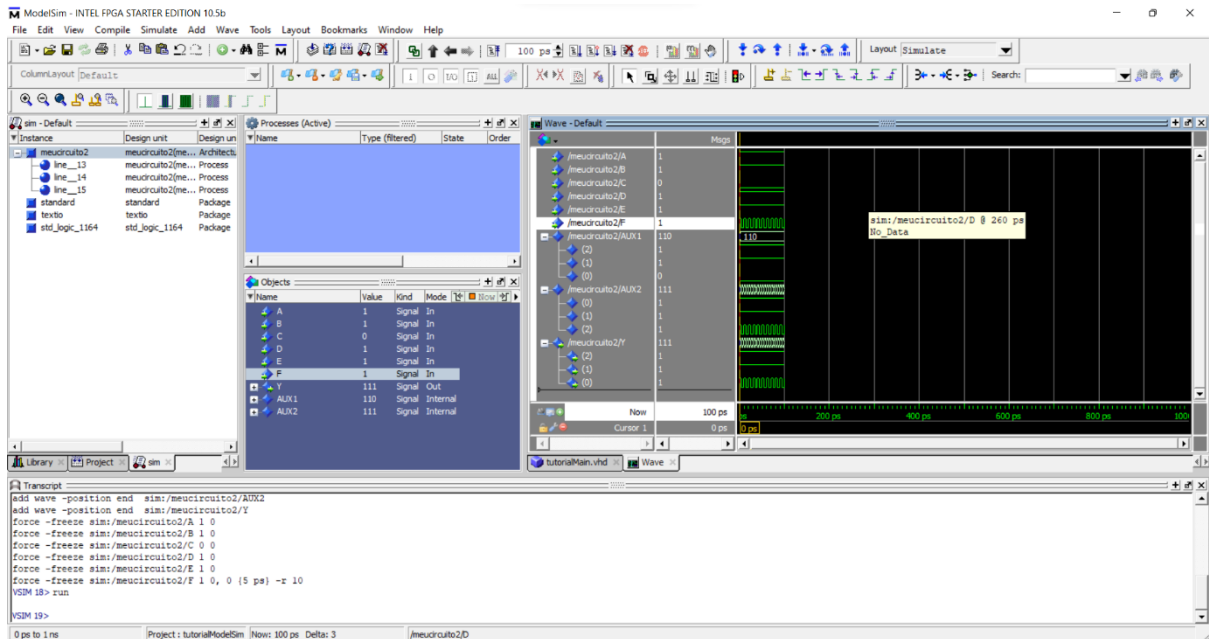 ModelSim - INTEL FPGA STARTER EDITION 10.5b
File Edit View Compile Simulate Add Wave Tools Layout Bookmarks Window Help
100 ps
Layout Simulate
ColumnLayout Default
Search:
sim - Default
Instance Design unit Design un
meucircuito2 meucircuito2(me... Architectu
line__13 meucircuito2(me... Process
line__14 meucircuito2(me... Process
line__15 meucircuito2(me... Process
standard standard Package
textio textio Package
std_logic_1164 std_logic_1164 Package
Library Project sim
Processes (Active)
Name Type (filtered) State Order
Objects
Name Value Kind Mode Now
A 1 Signal In
B 1 Signal In
C 0 Signal In
D 1 Signal In
E 1 Signal In
F 1 Signal In
Y 111 Signal Out
AUX1 110 Signal Internal
AUX2 111 Signal Internal
Wave - Default
Msgs
/meucircuito2/A 1
/meucircuito2/B 1
/meucircuito2/C 0
/meucircuito2/D 1
/meucircuito2/E 1
/meucircuito2/F 1
/meucircuito2/AUX1 110 110
(2) 1
(1) 1
(0) 0
/meucircuito2/AUX2 111
(0) 1
(1) 1
(2) 1
/meucircuito2/Y 111
(2) 1
(1) 1
(0) 1
sim:/meucircuito2/D @ 260 ps
No_Data
Now 100 ps
ps 200 ps 400 ps 600 ps 800 ps 100
Cursor 1 0 ps 0 ps
tutorialMain.vhd Wave
Transcript
add wave -position end sim:/meucircuito2/AUX2
add wave -position end sim:/meucircuito2/Y
force -freeze sim:/meucircuito2/A 1 0
force -freeze sim:/meucircuito2/B 1 0
force -freeze sim:/meucircuito2/C 0 0
force -freeze sim:/meucircuito2/D 1 0
force -freeze sim:/meucircuito2/E 1 0
force -freeze sim:/meucircuito2/F 1 0, 0 {5 ps} -r 10
VSIM 18> run
VSIM 19>
0 ps to 1 ns Project : tutorialModelSim Now: 100 ps Delta: 3 /meucircuito2/D